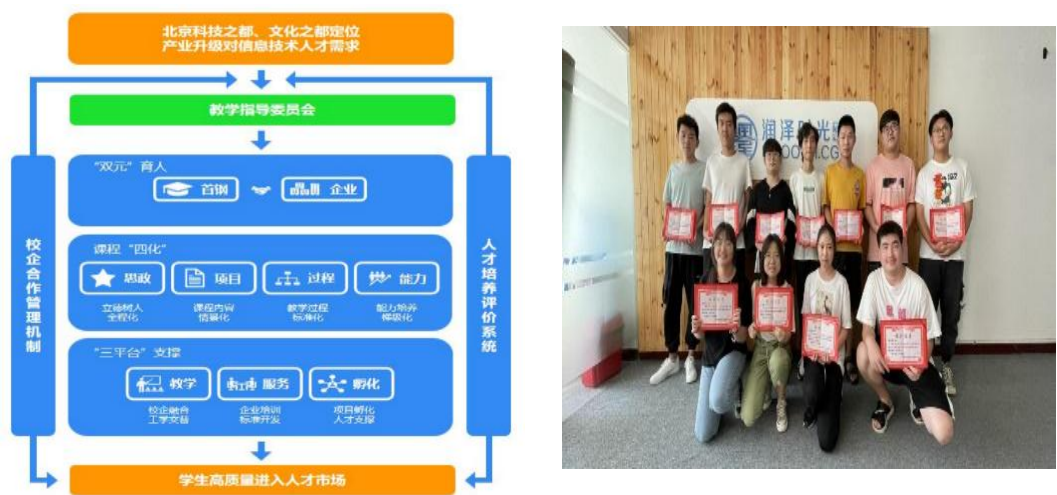 北京科技之都、文化之都定位
产业升级对信息技术人才需求
教学指导委员会
校企合作管理机制
"双元"育人
首钢
企业
课程"四化"
思政
项目
过程
能力
立德树人
全程化
课程内容
情景化
教学过程
标准化
能力培养
梯级化
"三平台"支撑
教学
服务
孵化
校企融合
工学交替
企业培训
标准开发
项目孵化
人才支撑
人才培养评价系统
学生高质量进入人才市场
润泽时光